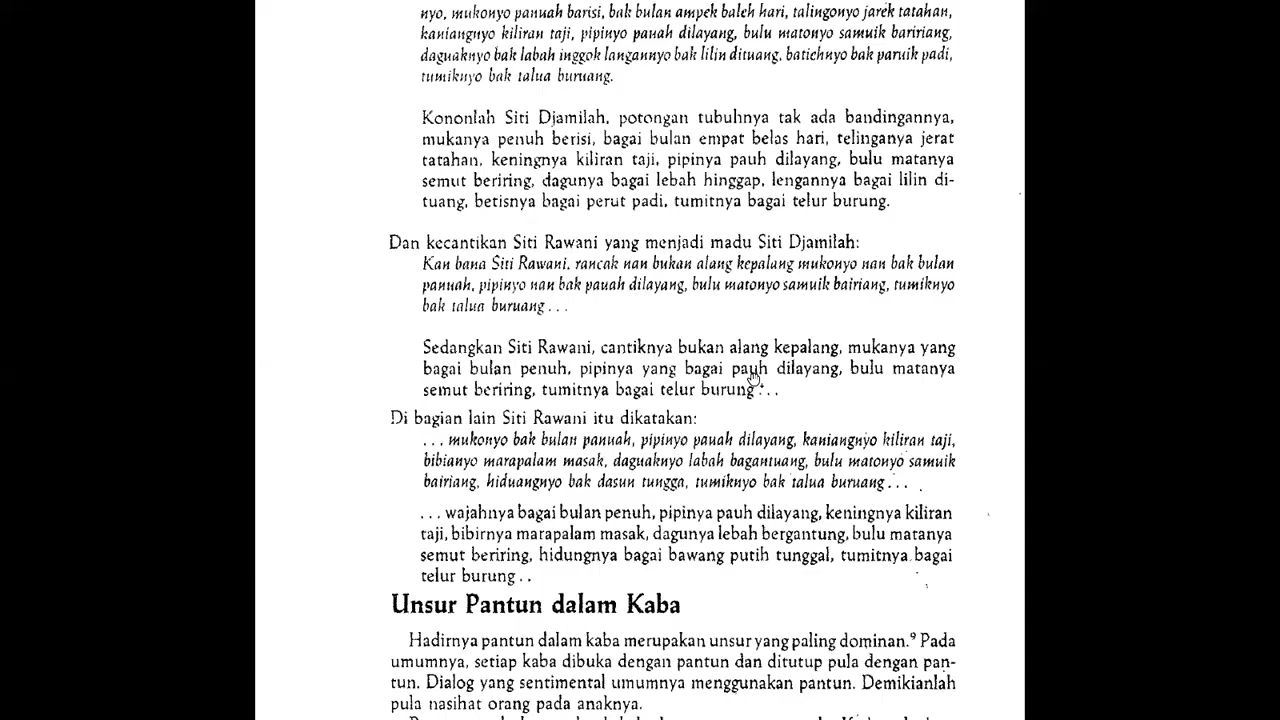 nyo, mukonyo panuah barisi, bak bulan ampek baleh hari, talingonyo jarek tatahan,
kaniangnyo kiliran taji, pipinyo pauah dilayang, bulu matonyo samuik baririang,
daguaknyo bak labah inggok langannyo bak lilin dituang, batiehnyo bak paruik padi,
tumiknyo bak talua buruang.
Kononlah Siti Djamilah, potongan tubuhnya tak ada bandingannya,
mukanya penuh berisi, bagai bulan empat belas hari, telinganya jerat
tatahan, keningnya kiliran taji, pipinya pauh dilayang, bulu matanya
semut beriring, dagunya bagai lebah hinggap, lengannya bagai lilin di-
tuang, betisnya bagai perut padi, tumitnya bagai telur burung.
Dan kecantikan Siti Rawani yang menjadi madu Siti Djamilah:
Kan bana Siti Rawani, rancak nan bukan alang kepalang mukonyo nan bak bulan
panuah, pipinyo nan bak pauah dilayang, bulu matonyo samuik bairiang, tumiknyo
bak talua buruang...
Sedangkan Siti Rawani, cantiknya bukan alang kepalang, mukanya yang
bagai bulan penuh, pipinya yang bagai pauh dilayang, bulu matanya
semut beriring, tumitnya bagai telur burung...
Di bagian lain Siti Rawani itu dikatakan:
... mukonyo bak bulan panuah, pipinyo pauah dilayang, kaniangnyo kiliran taji,
bibianyo marapalam masak, daguaknyo labah bagantuang, bulu matonyo samuik
bairiang, hiduangnyo bak dasun tungga, tumiknyo bak talua buruang...
... wajahnya bagai bulan penuh, pipinya pauh dilayang, keningnya kiliran
taji, bibirnya marapalam masak, dagunya lebah bergantung, bulu matanya
semut beriring, hidungnya bagai bawang putih tunggal, tumitnya bagai
telur burung..
Unsur Pantun dalam Kaba
Hadirnya pantun dalam kaba merupakan unsur yang paling dominan.⁹ Pada
umumnya, setiap kaba dibuka dengan pantun dan ditutup pula dengan pan-
tun. Dialog yang sentimental umumnya menggunakan pantun. Demikianlah
pula nasihat orang pada anaknya.